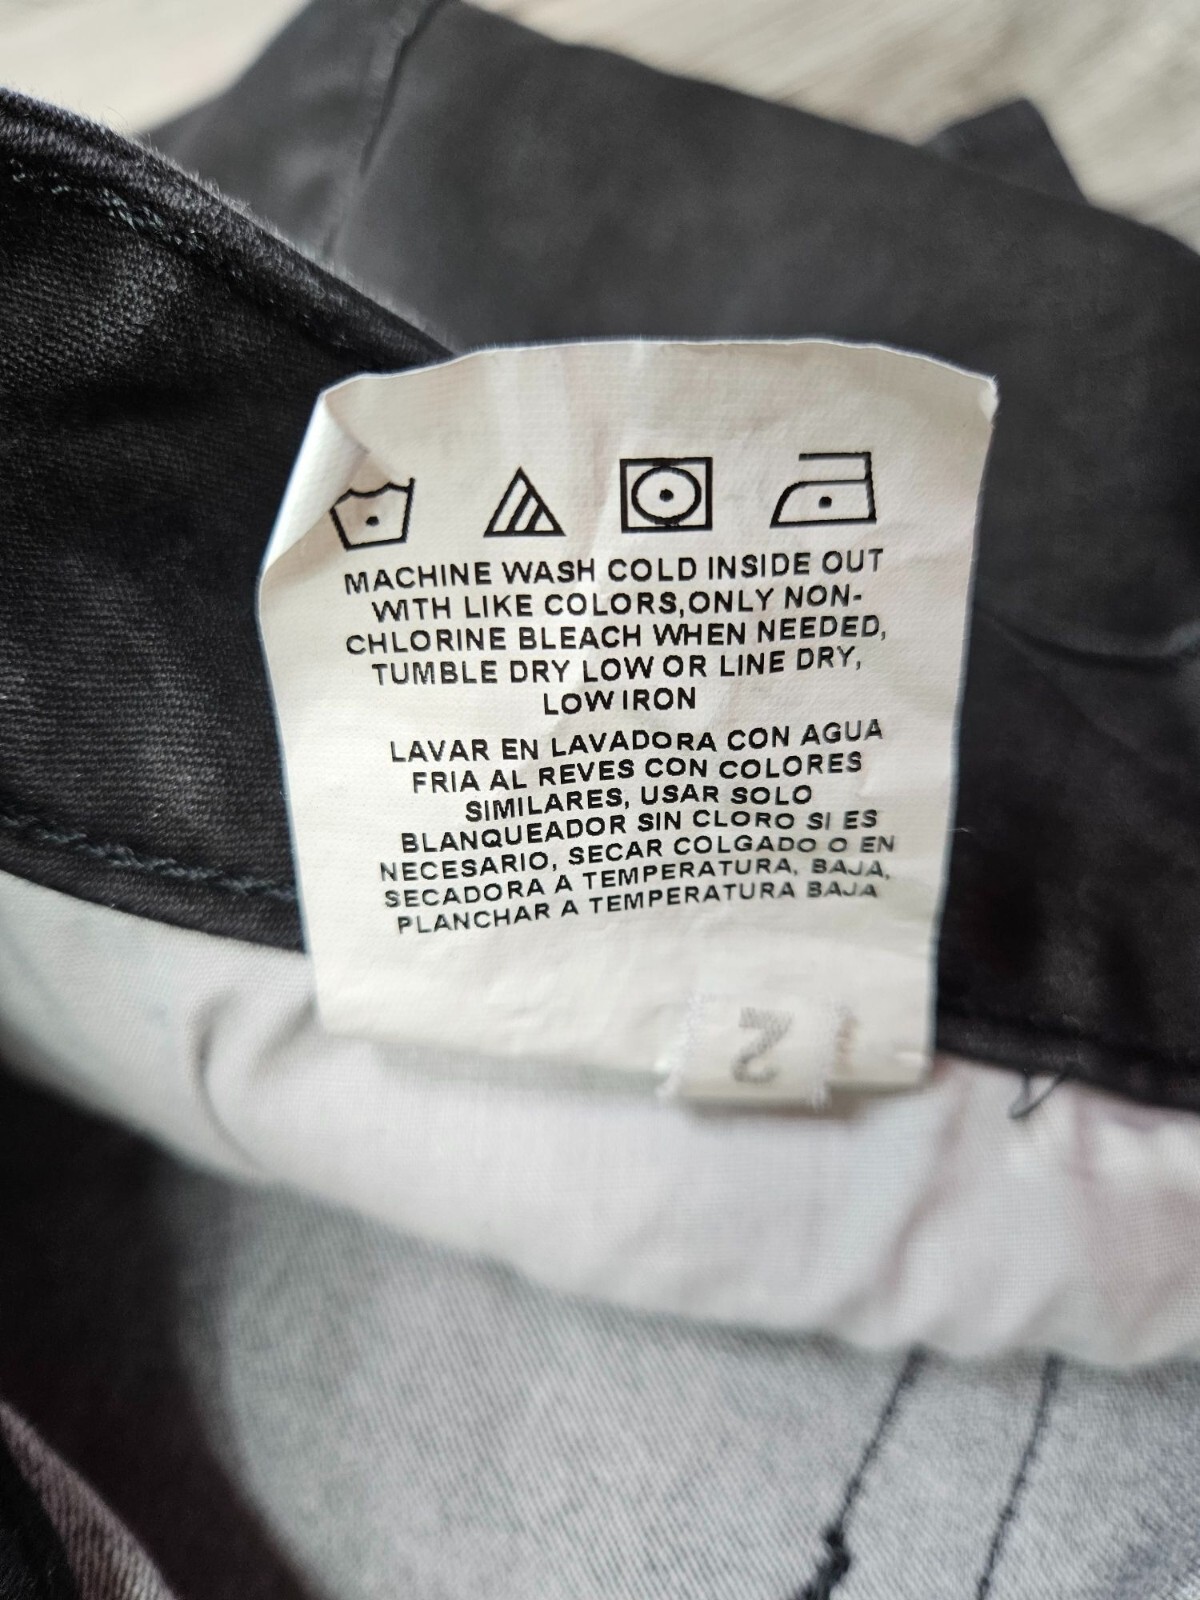 MACHINE WASH COLD INSIDE OUT
WITH LIKE COLORS,ONLY NON-
CHLORINE BLEACH WHEN NEEDED,
TUMBLE DRY LOW OR LINE DRY,
LOW IRON
LAVAR EN LAVADORA CON AGUA
FRIA AL REVES CON COLORES
SIMILARES, USAR SOLO
BLANQUEADOR SIN CLORO SI ES
NECESARIO, SECAR COLGADO O EN
SECADORA A TEMPERATURA, BAJA,
PLANCHAR A TEMPERATURA BAJA
2